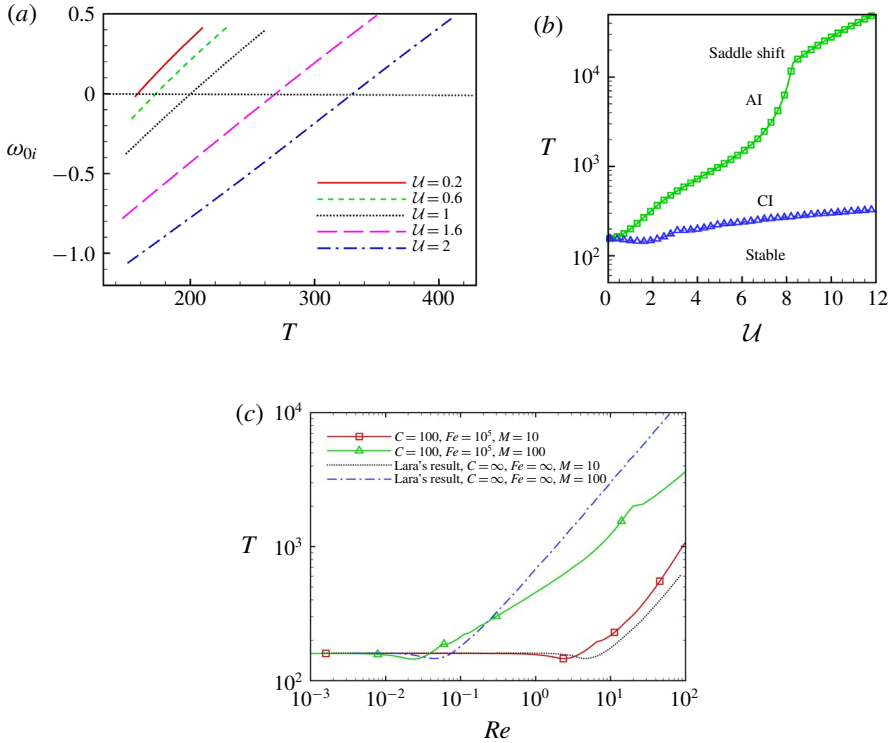 (a)
0.5
0
−0.5
−1.0
ω0i
200
300
400
T
𝒰 = 0.2
𝒰 = 0.6
𝒰 = 1
𝒰 = 1.6
𝒰 = 2
(b)
10^4
10^3
10^2
T
Saddle shift
AI
CI
Stable
0 2 4 6 8 10 12
𝒰
(c)
10^4
10^3
10^2
T
C = 100, Fe = 10^5, M = 10
C = 100, Fe = 10^5, M = 100
Lara's result, C = ∞, Fe = ∞, M = 10
Lara's result, C = ∞, Fe = ∞, M = 100
10^−3 10^−2 10^−1 10^0 10^1 10^2
Re